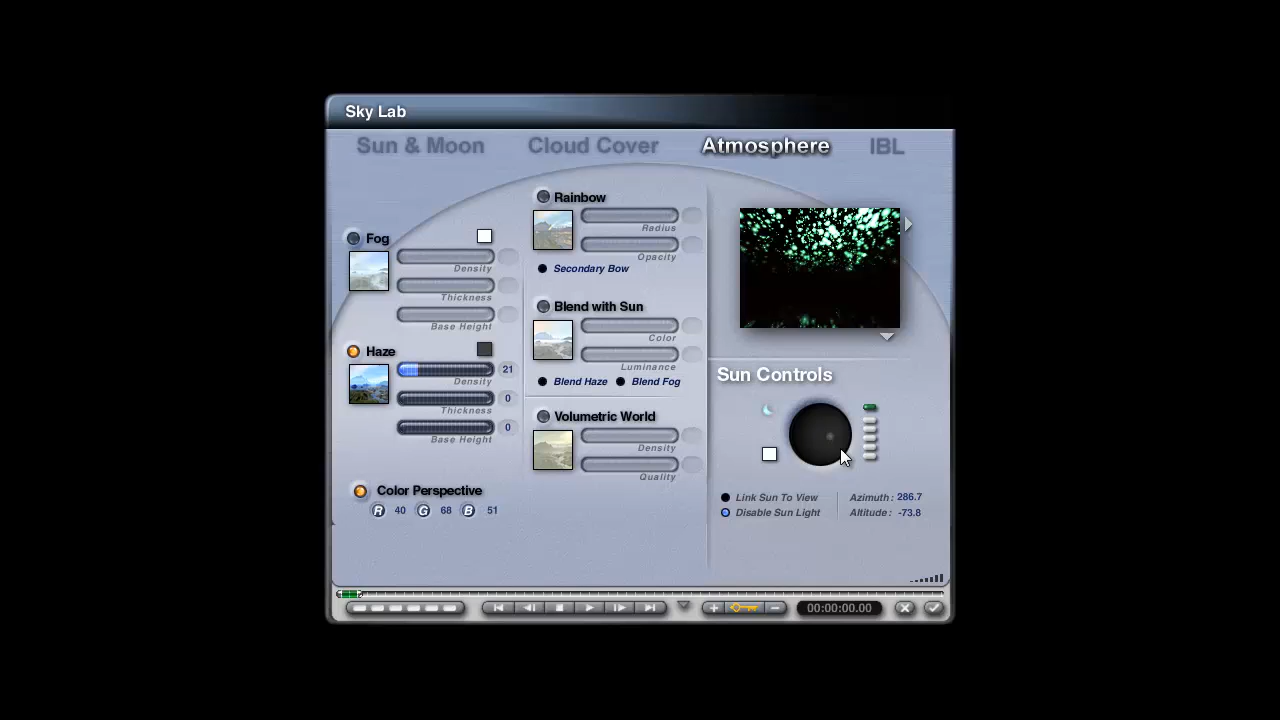 Sky Lab
Sun & Moon Cloud Cover Atmosphere IBL
Fog
Density
Thickness
Base Height
Haze
21
Density
0
Thickness
0
Base Height
Color Perspective
R 40 G 68 B 51
Rainbow
Radius
Opacity
Secondary Bow
Blend with Sun
Color
Luminance
Blend Haze Blend Fog
Volumetric World
Density
Quality
Sun Controls
Link Sun To View Azimuth: 286.7
Disable Sun Light Altitude: -73.8
00:00:00.00